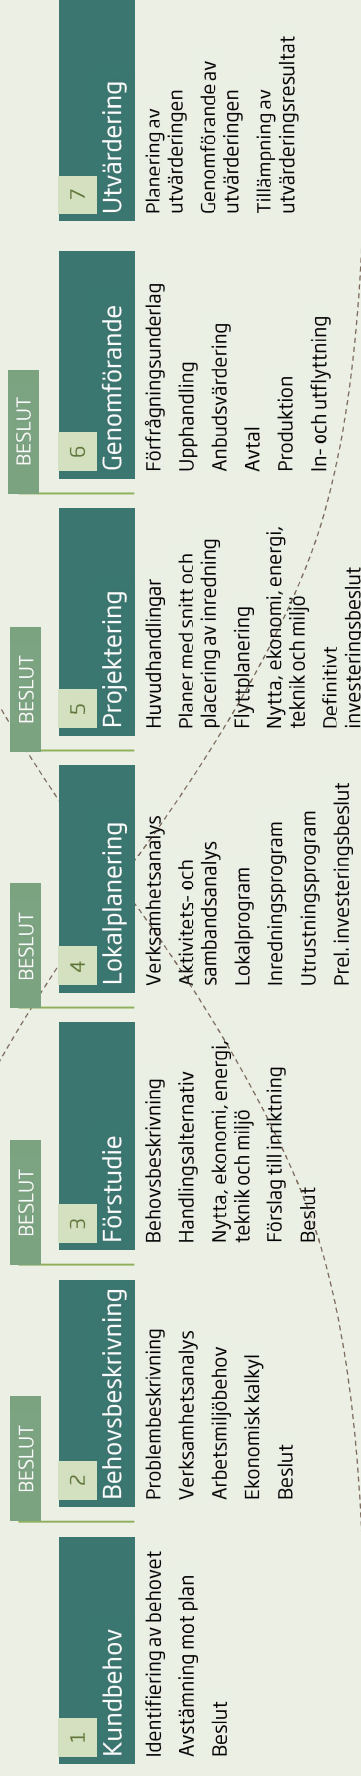 1
Kundbehov
Identifiering av behovet
Avstämning mot plan
Beslut
BESLUT
2
Behovsbeskrivning
Problembeskrivning
Verksamhetsanalys
Arbetsmiljöbehov
Ekonomisk kalkyl
Beslut
BESLUT
3
Förstudie
Behovsbeskrivning
Handlingsalternativ
Nytta, ekonomi, energi,
teknik och miljö
Förslag till inriktning
Beslut
BESLUT
4
Lokalplanering
Verksamhetsanalys
Aktivitets- och
sambandsanalys
Lokalprogram
Inredningsprogram
Utrustningsprogram
Prel. investeringsbeslut
BESLUT
5
Projektering
Huvudhandlingar
Planer med snitt och
placering av inredning
Flyttplanering
Nytta, ekonomi, energi,
teknik och miljö
Definitivt
investeringsbeslut
BESLUT
6
Genomförande
Förfrågningsunderlag
Upphandling
Anbudsvärdering
Avtal
Produktion
In- och utflyttning
7
Utvärdering
Planering av
utvärderingen
Genomförande av
utvärderingen
Tillämpning av
utvärderingsresultat